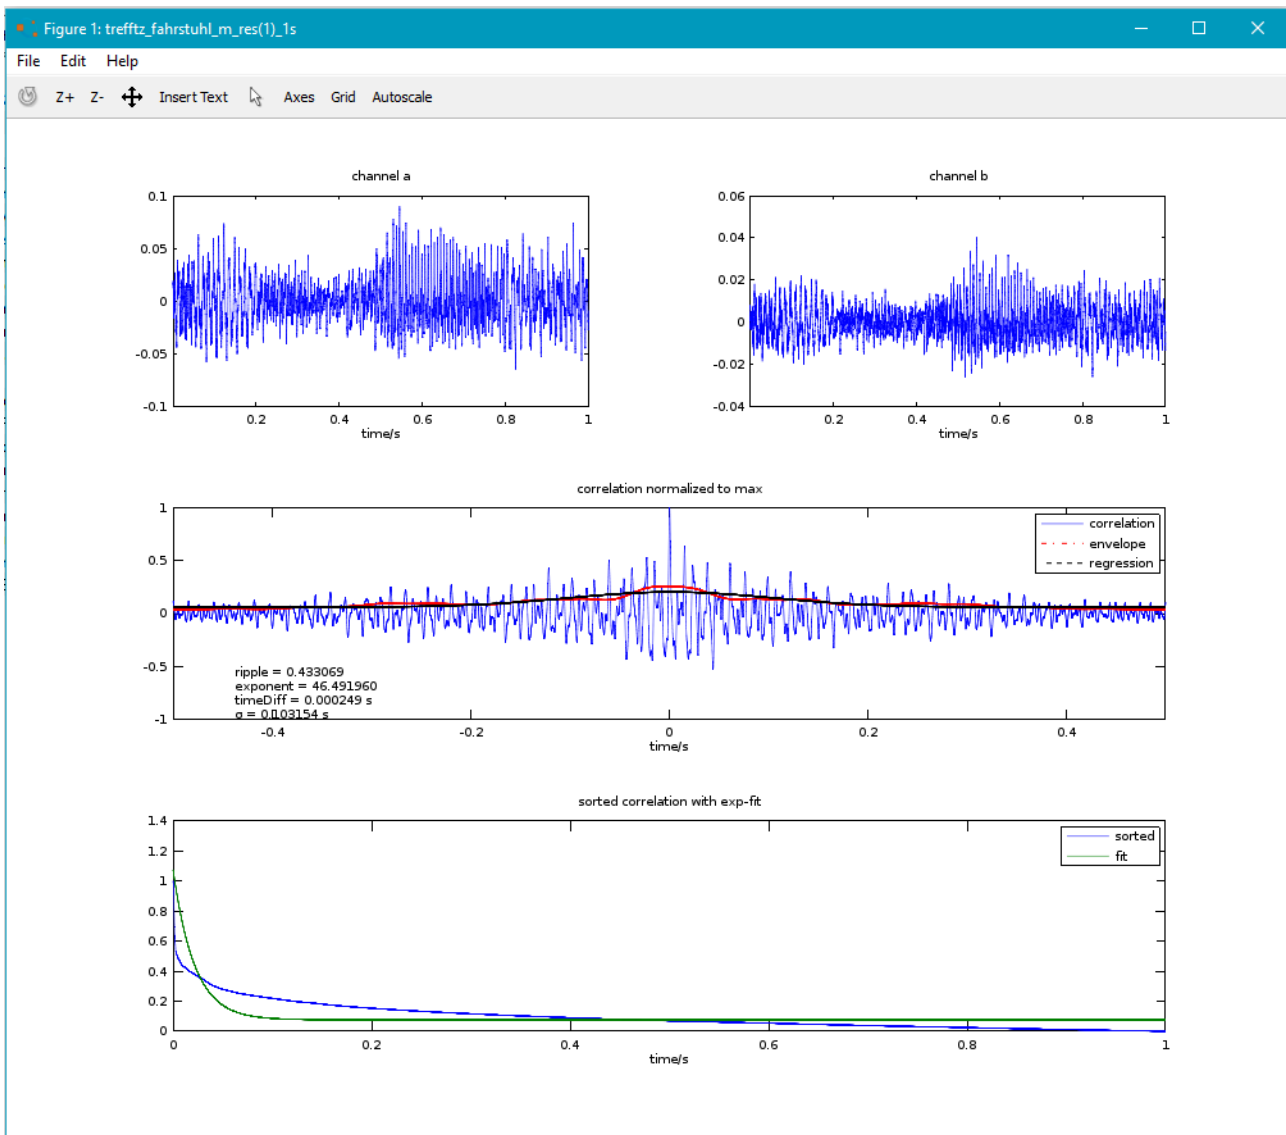 Figure 1: trefftz_fahrstuhl_m_res(1)_1s
File Edit Help
Z+ Z- Insert Text Axes Grid Autoscale
channel a
0.1
0.05
0
-0.05
-0.1
0.2 0.4 0.6 0.8 1
time/s
channel b
0.06
0.04
0.02
0
-0.02
-0.04
0.2 0.4 0.6 0.8 1
time/s
correlation normalized to max
1
0.5
0
-0.5
-1
correlation
envelope
regression
ripple = 0.433069
exponent = 46.491960
timeDiff = 0.000249 s
σ = 0.103154 s
-0.4 -0.2 0 0.2 0.4
time/s
sorted correlation with exp-fit
1.4
1.2
1
0.8
0.6
0.4
0.2
0
sorted
fit
0 0.2 0.4 0.6 0.8 1
time/s